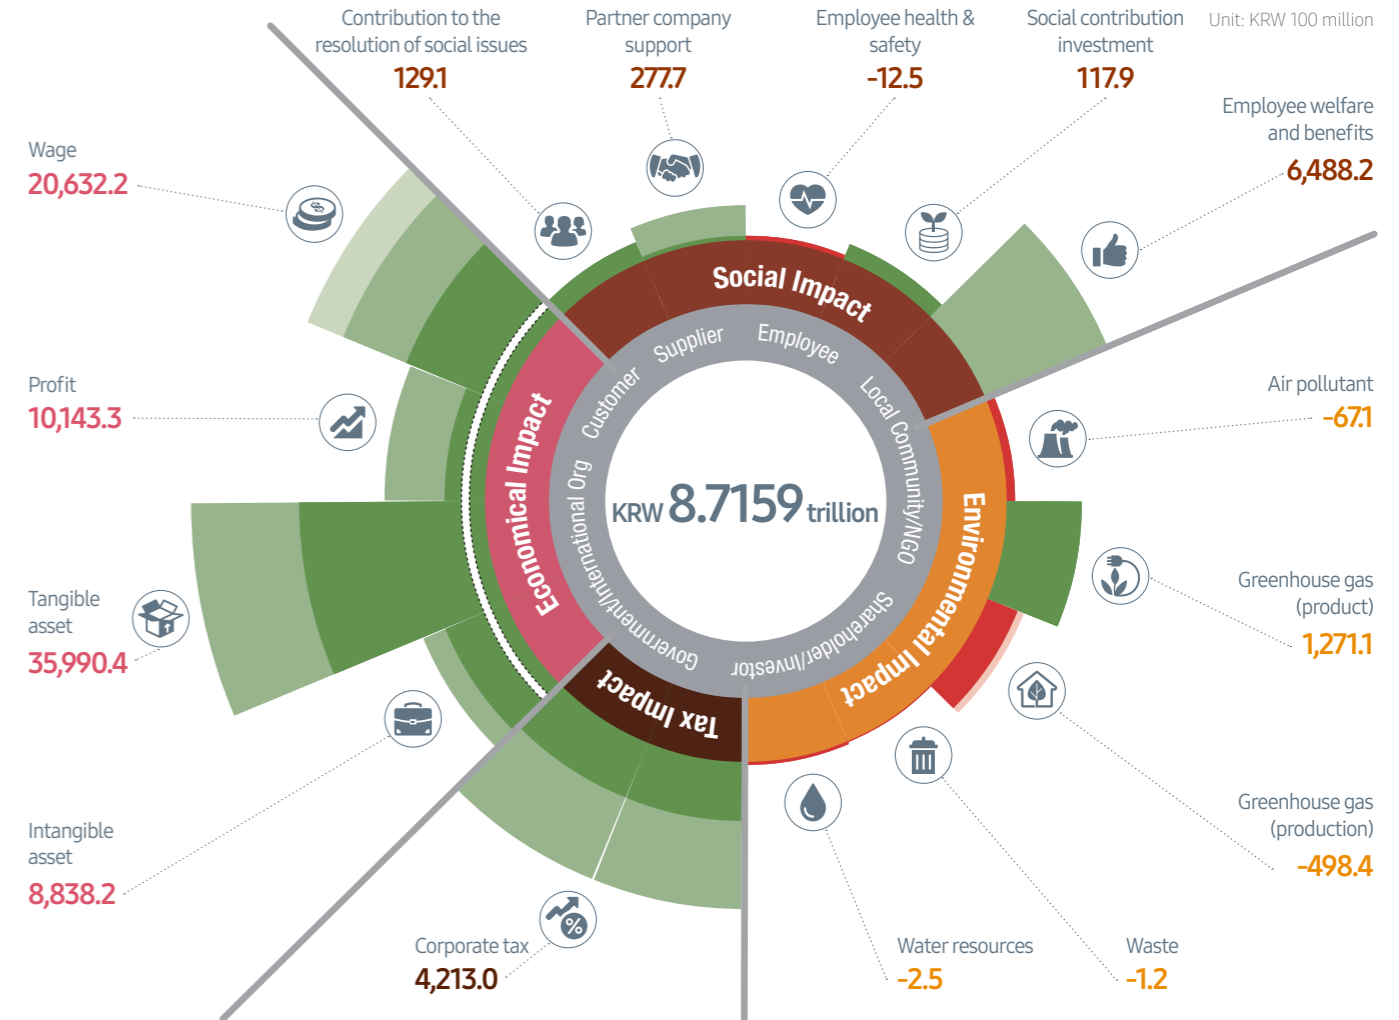 Contribution to the
resolution of social issues
129.1
Partner company
support
277.7
Employee health &
safety
-12.5
Social contribution
investment
117.9
Unit: KRW 100 million
Employee welfare
and benefits
6,488.2
Wage
20,632.2
Profit
10,143.3
Tangible
asset
35,990.4
Intangible
asset
8,838.2
Corporate tax
4,213.0
Water resources
-2.5
Waste
-1.2
Greenhouse gas
(production)
-498.4
Greenhouse gas
(product)
1,271.1
Air pollutant
-67.1
Social Impact
Environmental Impact
Tax Impact
Economical Impact
Customer
Supplier
Employee
Local Community/NGO
Shareholder/Investor
Government/International Org
KRW 8.7159 trillion
$
%